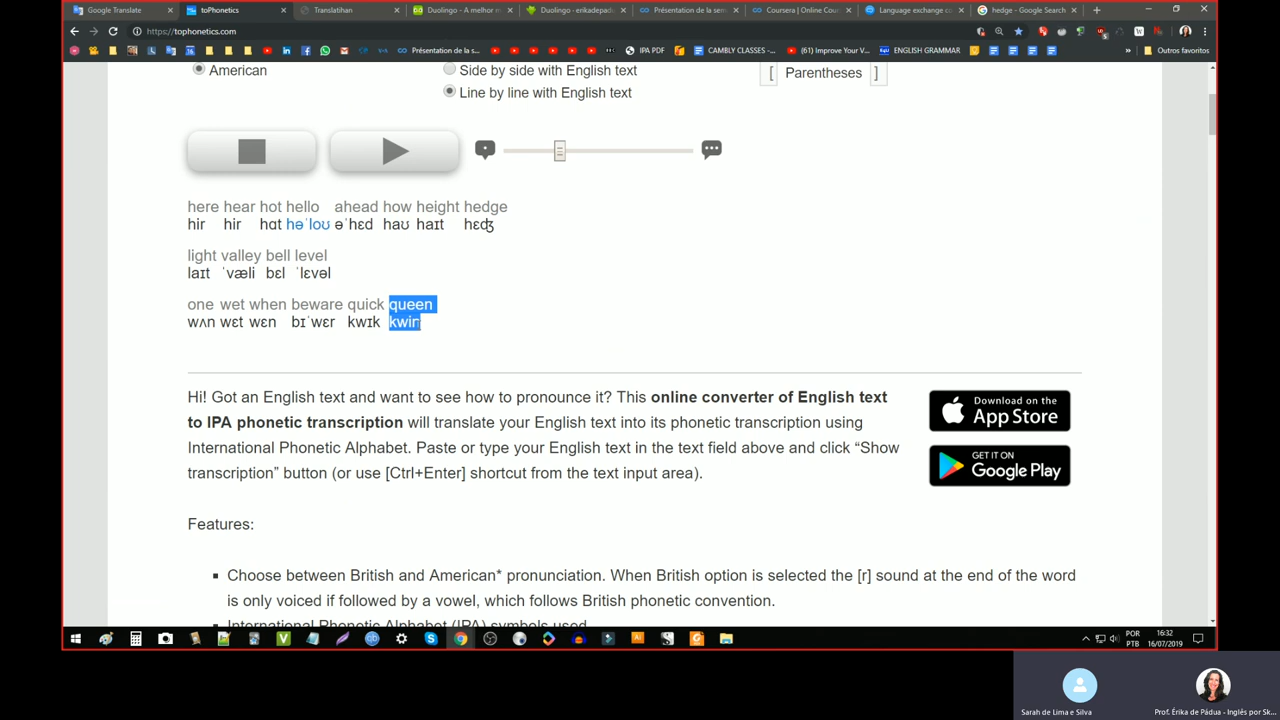 Google Translate
toPhonetics
Translatihan
Duolingo - A melhor m
Duolingo - erikadepad
Présentation de la sem
Coursera | Online Cour
Language exchange co
hedge - Google Search
https://tophonetics.com
Présentation de la s...
IPA PDF
CAMBLY CLASSES -...
(61) Improve Your V...
ENGLISH GRAMMAR
»
Outros favoritos
American
Side by side with English text
Line by line with English text
[ Parentheses ]
here hear hot hello ahead how height hedge
hir hir hɑt həˈloʊ əˈhɛd haʊ haɪt hɛʤ
light valley bell level
laɪt ˈvæli bɛl ˈlɛvəl
one wet when beware quick queen
wʌn wɛt wɛn bɪˈwɛr kwɪk kwin
Hi! Got an English text and want to see how to pronounce it? This online converter of English text
to IPA phonetic transcription will translate your English text into its phonetic transcription using
International Phonetic Alphabet. Paste or type your English text in the text field above and click “Show
transcription” button (or use [Ctrl+Enter] shortcut from the text input area).
Download on the
App Store
GET IT ON
Google Play
Features:
Choose between British and American* pronunciation. When British option is selected the [r] sound at the end of the word
is only voiced if followed by a vowel, which follows British phonetic convention.
International Phonetic Alphabet (IPA) symbols used
POR
PTB
16:32
16/07/2019
Sarah de Lima e Silva
Prof. Érika de Pádua - Inglês por Sk...